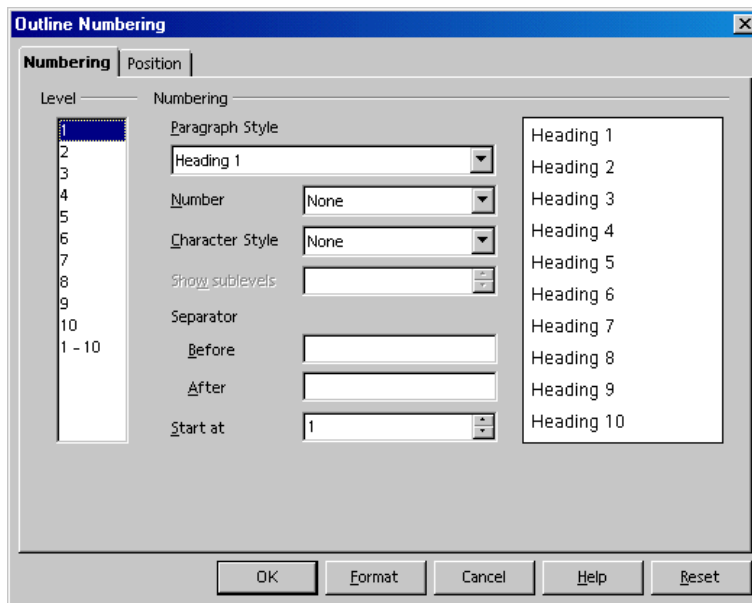 Outline Numbering
Numbering
Position
Level
1
2
3
4
5
6
7
8
9
10
1 - 10
Numbering
Paragraph Style
Heading 1
Number
None
Character Style
None
Show sublevels
Separator
Before
After
Start at
1
Heading 1
Heading 2
Heading 3
Heading 4
Heading 5
Heading 6
Heading 7
Heading 8
Heading 9
Heading 10
OK
Format
Cancel
Help
Reset